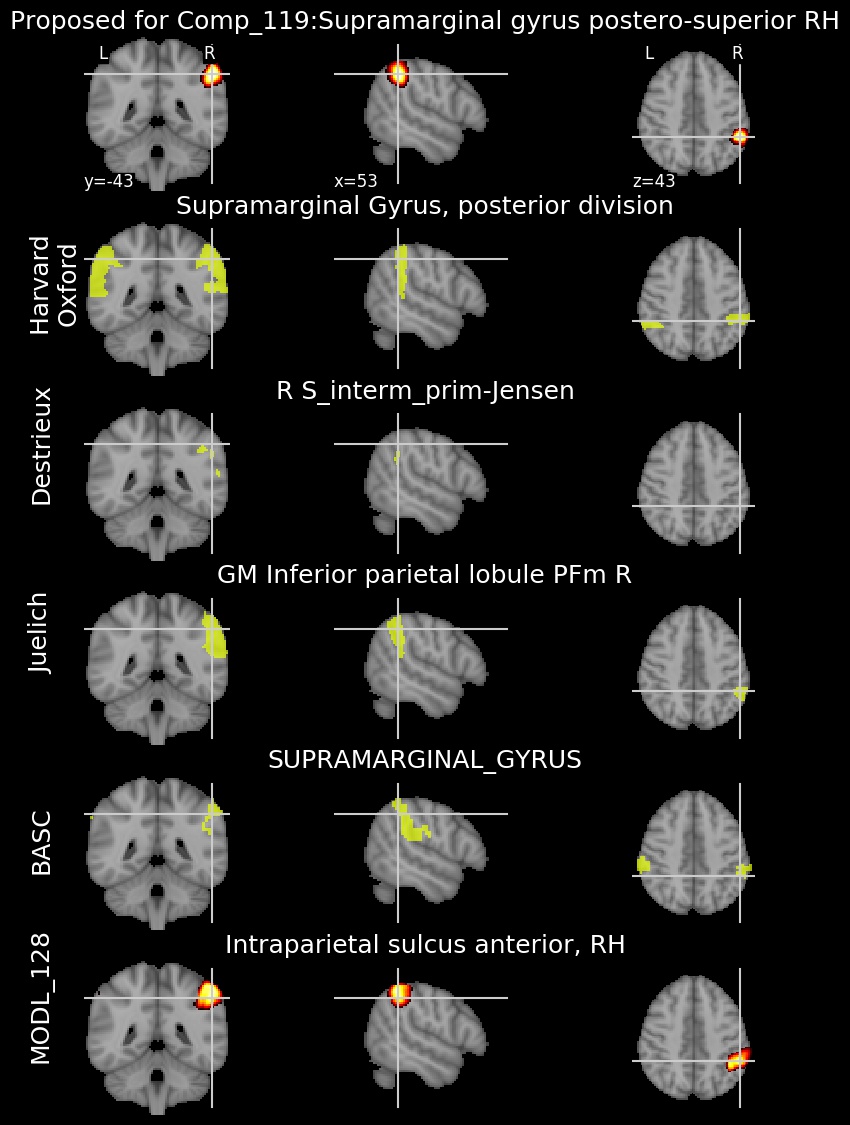 Proposed for Comp_119:Supramarginal gyrus postero-superior RH
L R L R
y=-43 x=53 z=43
Supramarginal Gyrus, posterior division
Harvard
Oxford
R S_interm_prim-Jensen
Destrieux
GM Inferior parietal lobule PFm R
Juelich
SUPRAMARGINAL_GYRUS
BASC
Intraparietal sulcus anterior, RH
MODL_128